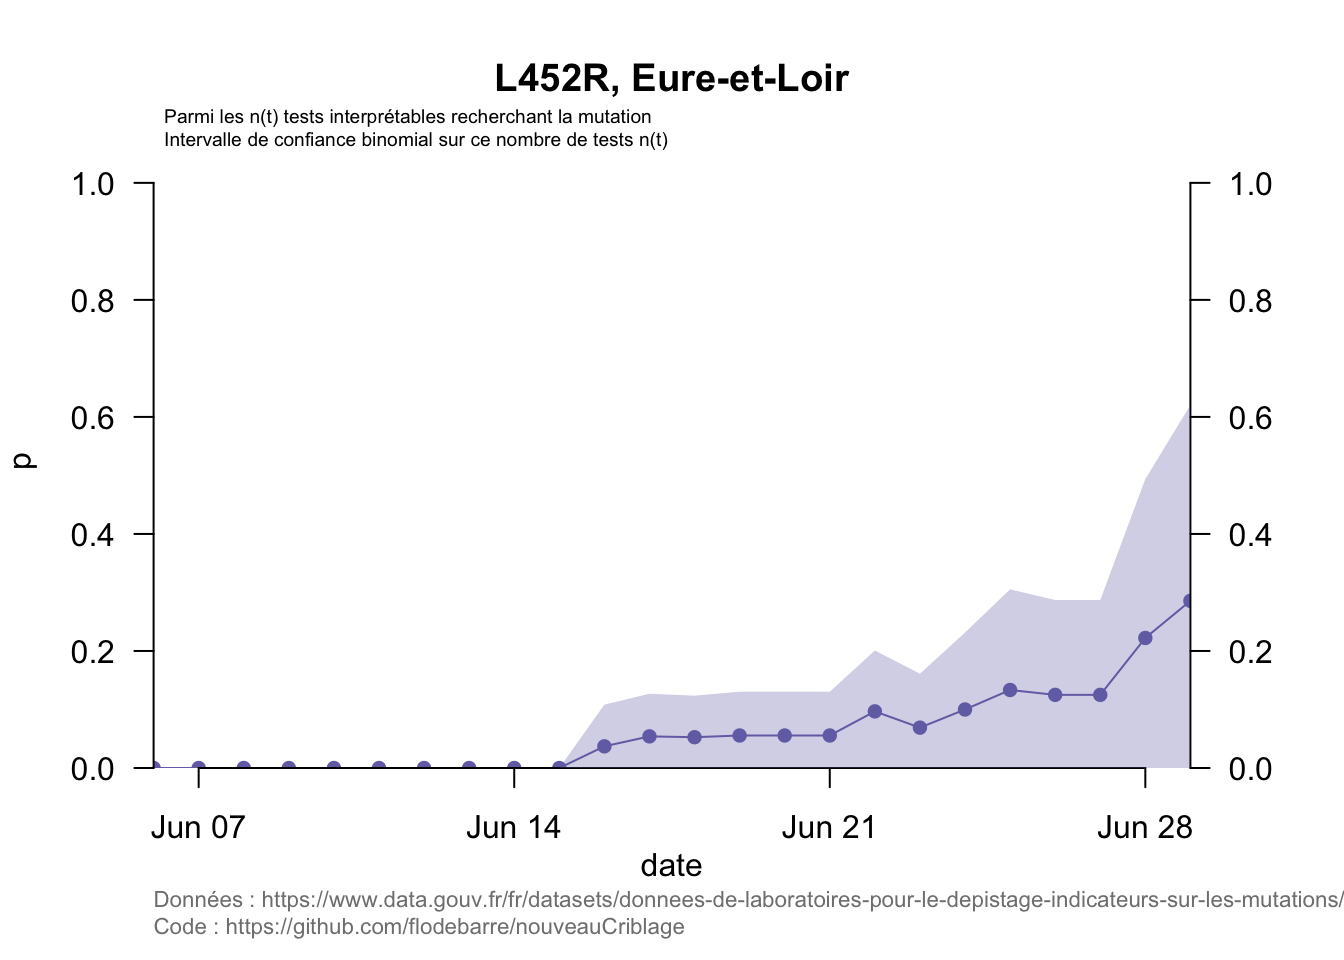 L452R, Eure-et-Loir
Parmi les n(t) tests interprétables recherchant la mutation
Intervalle de confiance binomial sur ce nombre de tests n(t)
1.0 1.0
0.8 0.8
0.6 0.6
p
0.4 0.4
0.2 0.2
0.0 0.0
Jun 07 Jun 14 Jun 21 Jun 28
date
Données : https://www.data.gouv.fr/fr/datasets/donnees-de-laboratoires-pour-le-depistage-indicateurs-sur-les-mutations/
Code : https://github.com/flodebarre/nouveauCriblage